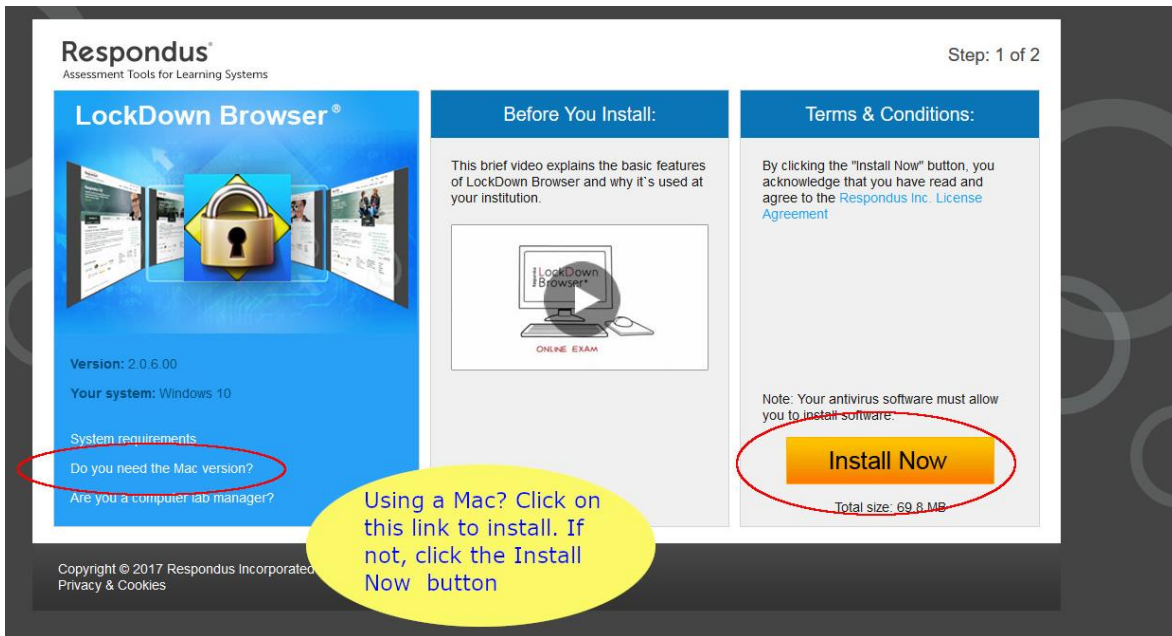 Respondus®
Assessment Tools for Learning Systems
Step: 1 of 2
LockDown Browser®
Version: 2.0.6.00
Your system: Windows 10
System requirements
Do you need the Mac version?
Are you a computer lab manager?
Before You Install:
This brief video explains the basic features
of LockDown Browser and why it`s used at
your institution.
LockDown
Browser
ONLINE EXAM
Terms & Conditions:
By clicking the "Install Now" button, you
acknowledge that you have read and
agree to the Respondus Inc. License
Agreement
Note: Your antivirus software must allow
you to install software.
Install Now
Total size: 69.8 MB
Using a Mac? Click on
this link to install. If
not, click the Install
Now button
Copyright © 2017 Respondus Incorporated
Privacy & Cookies